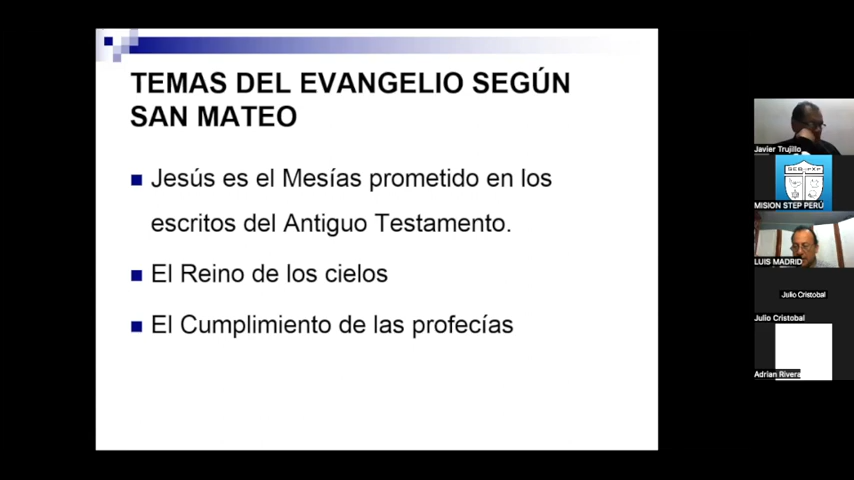 TEMAS DEL EVANGELIO SEGÚN
SAN MATEO
Jesús es el Mesías prometido en los
escritos del Antiguo Testamento.
El Reino de los cielos
El Cumplimiento de las profecías
Javier Trujillo
MISION STEP PERÚ
LUIS MADRID
Julio Cristobal
Julio Cristobal
Adrian Rivera